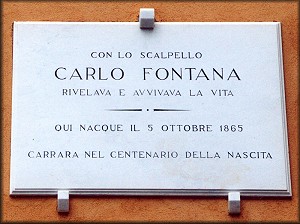 CON LO SCALPELLO
CARLO FONTANA
RIVELAVA E AVVIVAVA LA VITA
QUI NACQUE IL 5 OTTOBRE 1865
CARRARA NEL CENTENARIO DELLA NASCITA